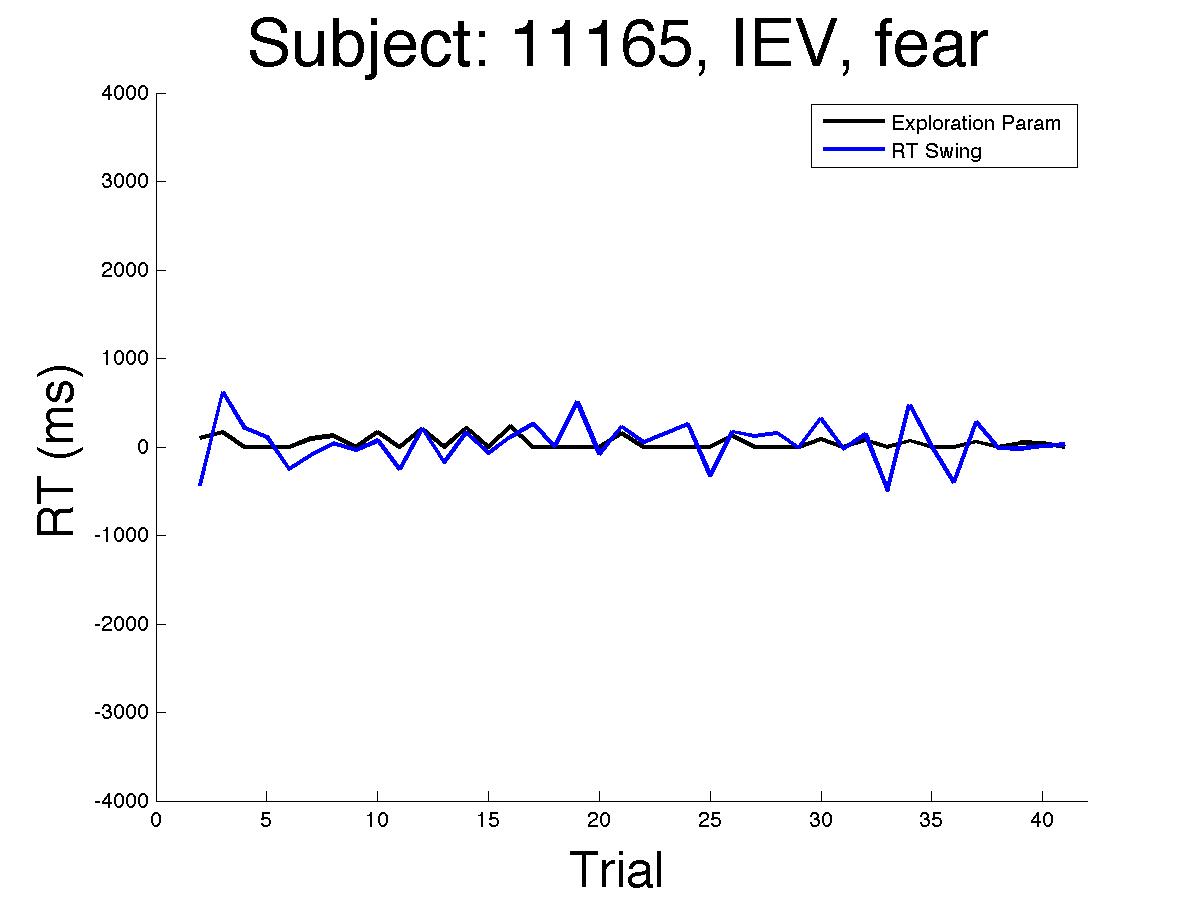 Subject: 11165, IEV, fear
4000
3000
2000
1000
0
-1000
-2000
-3000
-4000
RT (ms)
Exploration Param
RT Swing
0 5 10 15 20 25 30 35 40
Trial